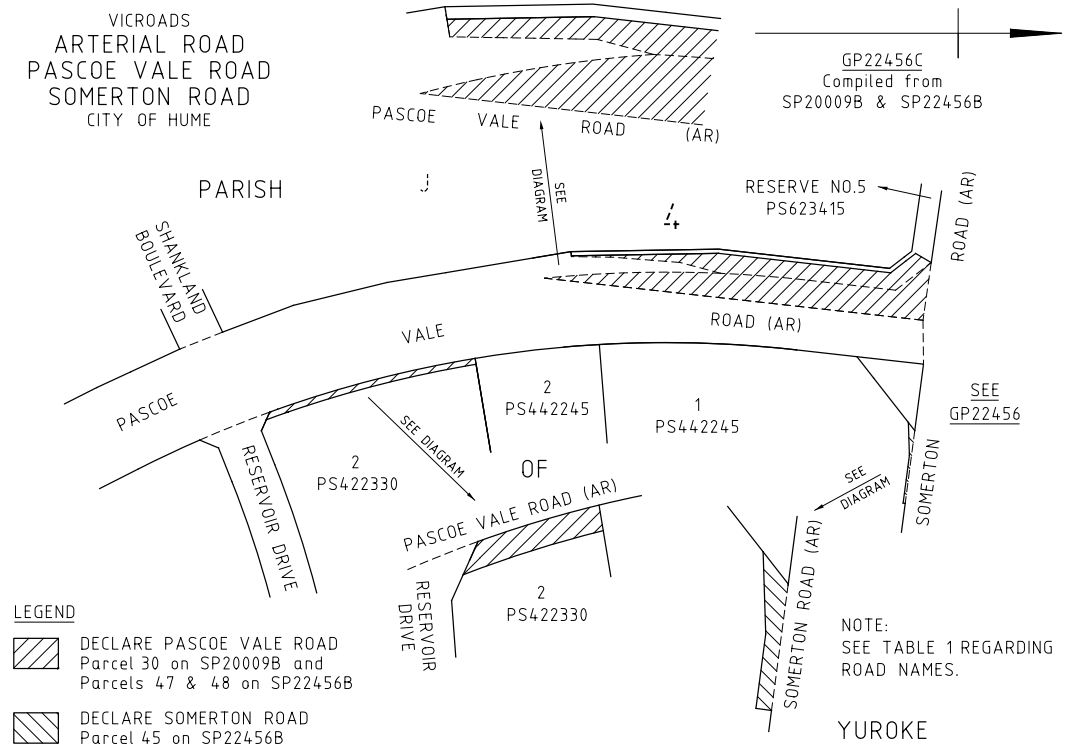 VICROADS
ARTERIAL ROAD
PASCOE VALE ROAD
SOMERTON ROAD
CITY OF HUME
PASCOE VALE ROAD (AR)
GP22456C
Compiled from
SP20009B & SP22456B
PARISH
SEE
DIAGRAM
4
RESERVE NO.5
PS623415
ROAD (AR)
SHANKLAND
BOULEVARD
PASCOE VALE ROAD (AR)
2
PS442245
1
PS442245
SEE
GP22456
SOMERTON
RESERVOIR DRIVE
2
PS422330
SEE DIAGRAM
OF
SEE
DIAGRAM
PASCOE VALE ROAD (AR)
RESERVOIR
DRIVE
2
PS422330
SOMERTON ROAD (AR)
LEGEND
DECLARE PASCOE VALE ROAD
Parcel 30 on SP20009B and
Parcels 47 & 48 on SP22456B
DECLARE SOMERTON ROAD
Parcel 45 on SP22456B
NOTE:
SEE TABLE 1 REGARDING
ROAD NAMES.
YUROKE